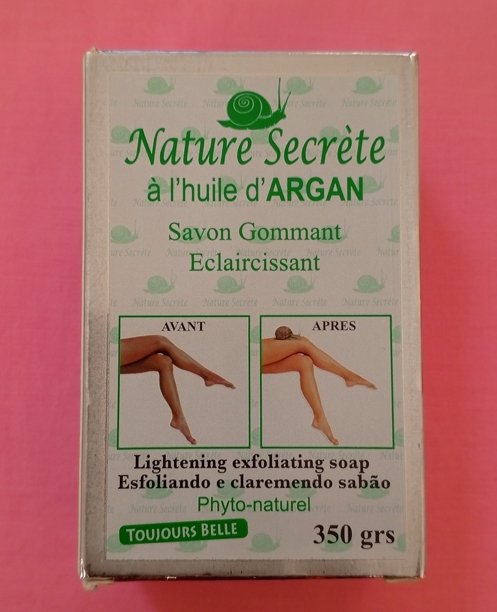 Nature Secrète
à l'huile d'ARGAN
Savon Gommant
Eclaircissant
AVANT
APRES
Lightening exfoliating soap
Esfoliando e claremendo sabão
Phyto-naturel
TOUJOURS BELLE
350 grs